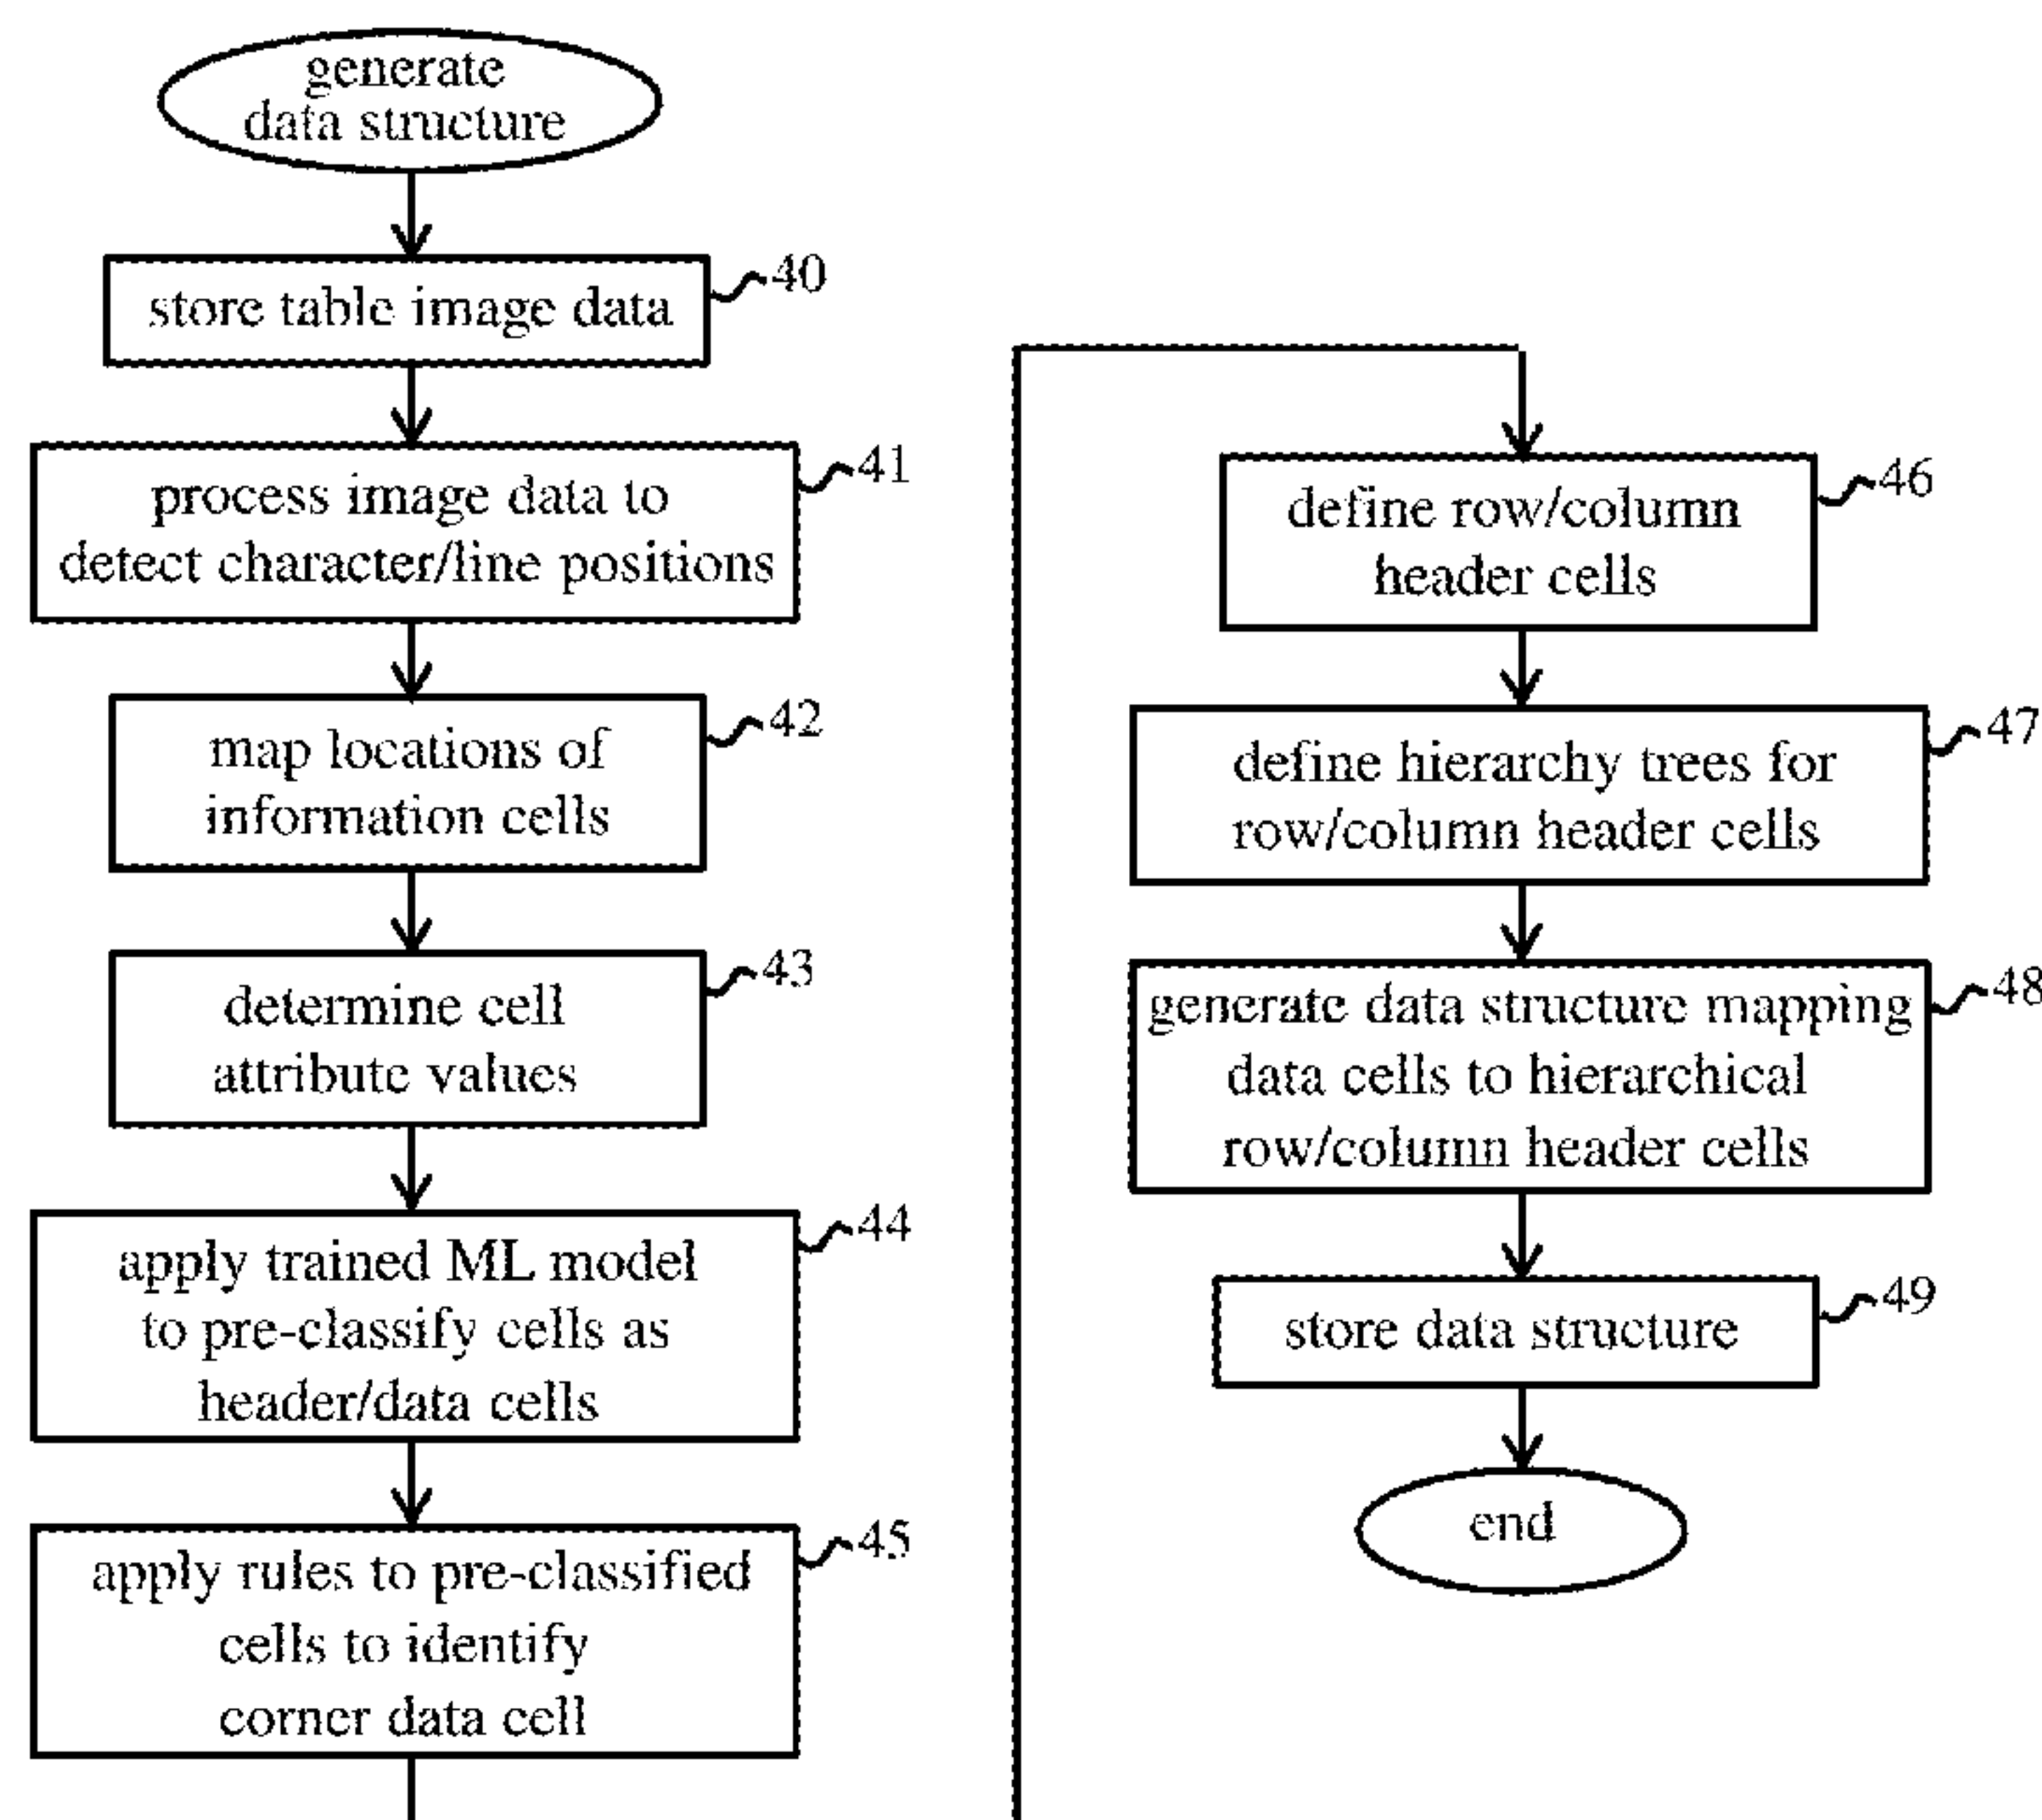 generate
data structure
store table image data
40
process image data to
detect character/line positions
41
map locations of
information cells
42
determine cell
attribute values
43
apply trained ML model
to pre-classify cells as
header/data cells
44
apply rules to pre-classified
cells to identify
corner data cell
45
define row/column
header cells
46
define hierarchy trees for
row/column header cells
47
generate data structure mapping
data cells to hierarchical
row/column header cells
48
store data structure
49
end